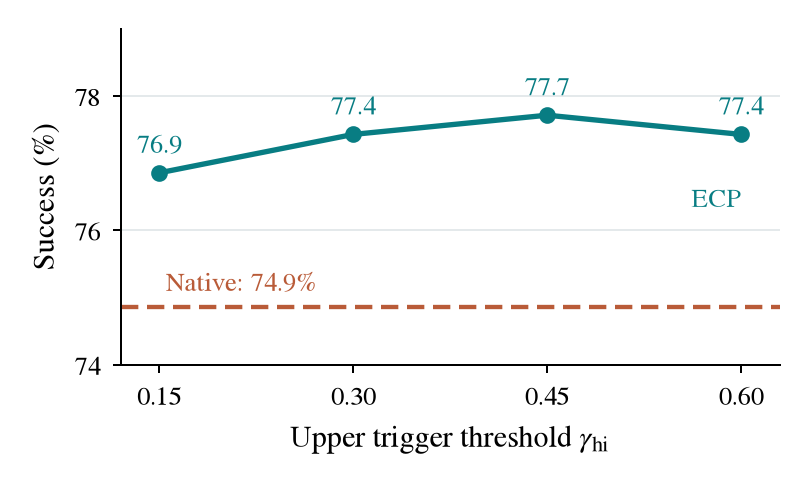 77.7
77.4
77.4
76.9
78
76
74
Success (%)
ECP
Native: 74.9%
0.15 0.30 0.45 0.60
Upper trigger threshold γhi